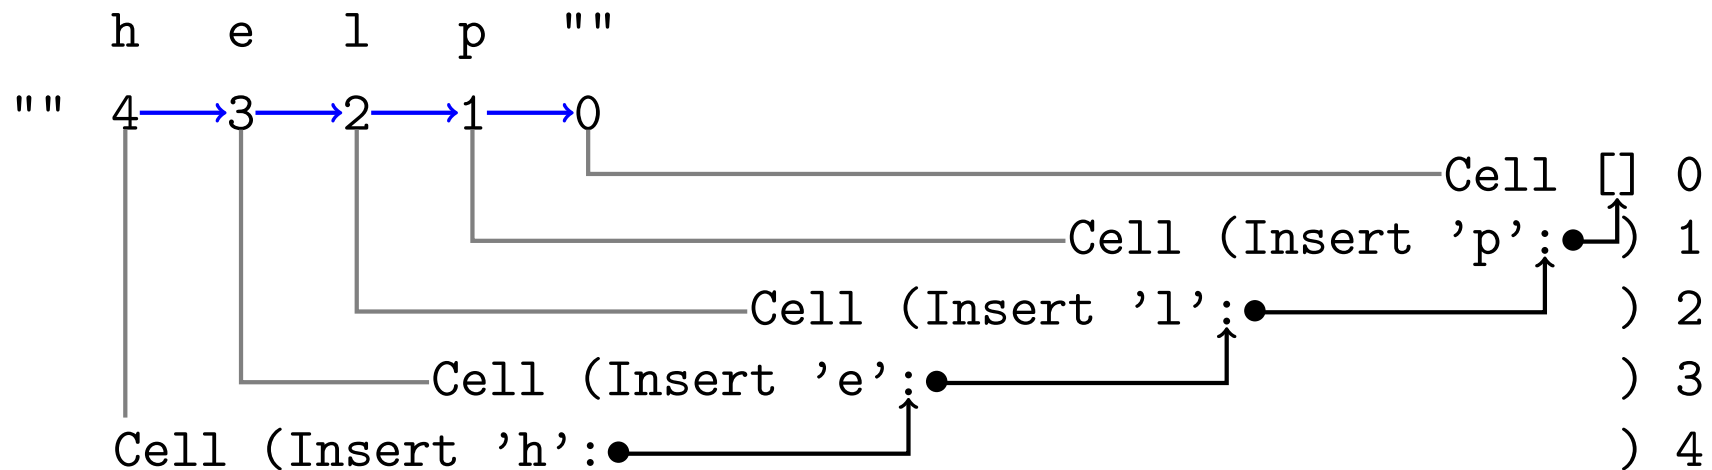 h e l p ""
"" 4 3 2 1 0
Cell [] 0
Cell (Insert 'p': ) 1
Cell (Insert 'l': ) 2
Cell (Insert 'e': ) 3
Cell (Insert 'h': ) 4